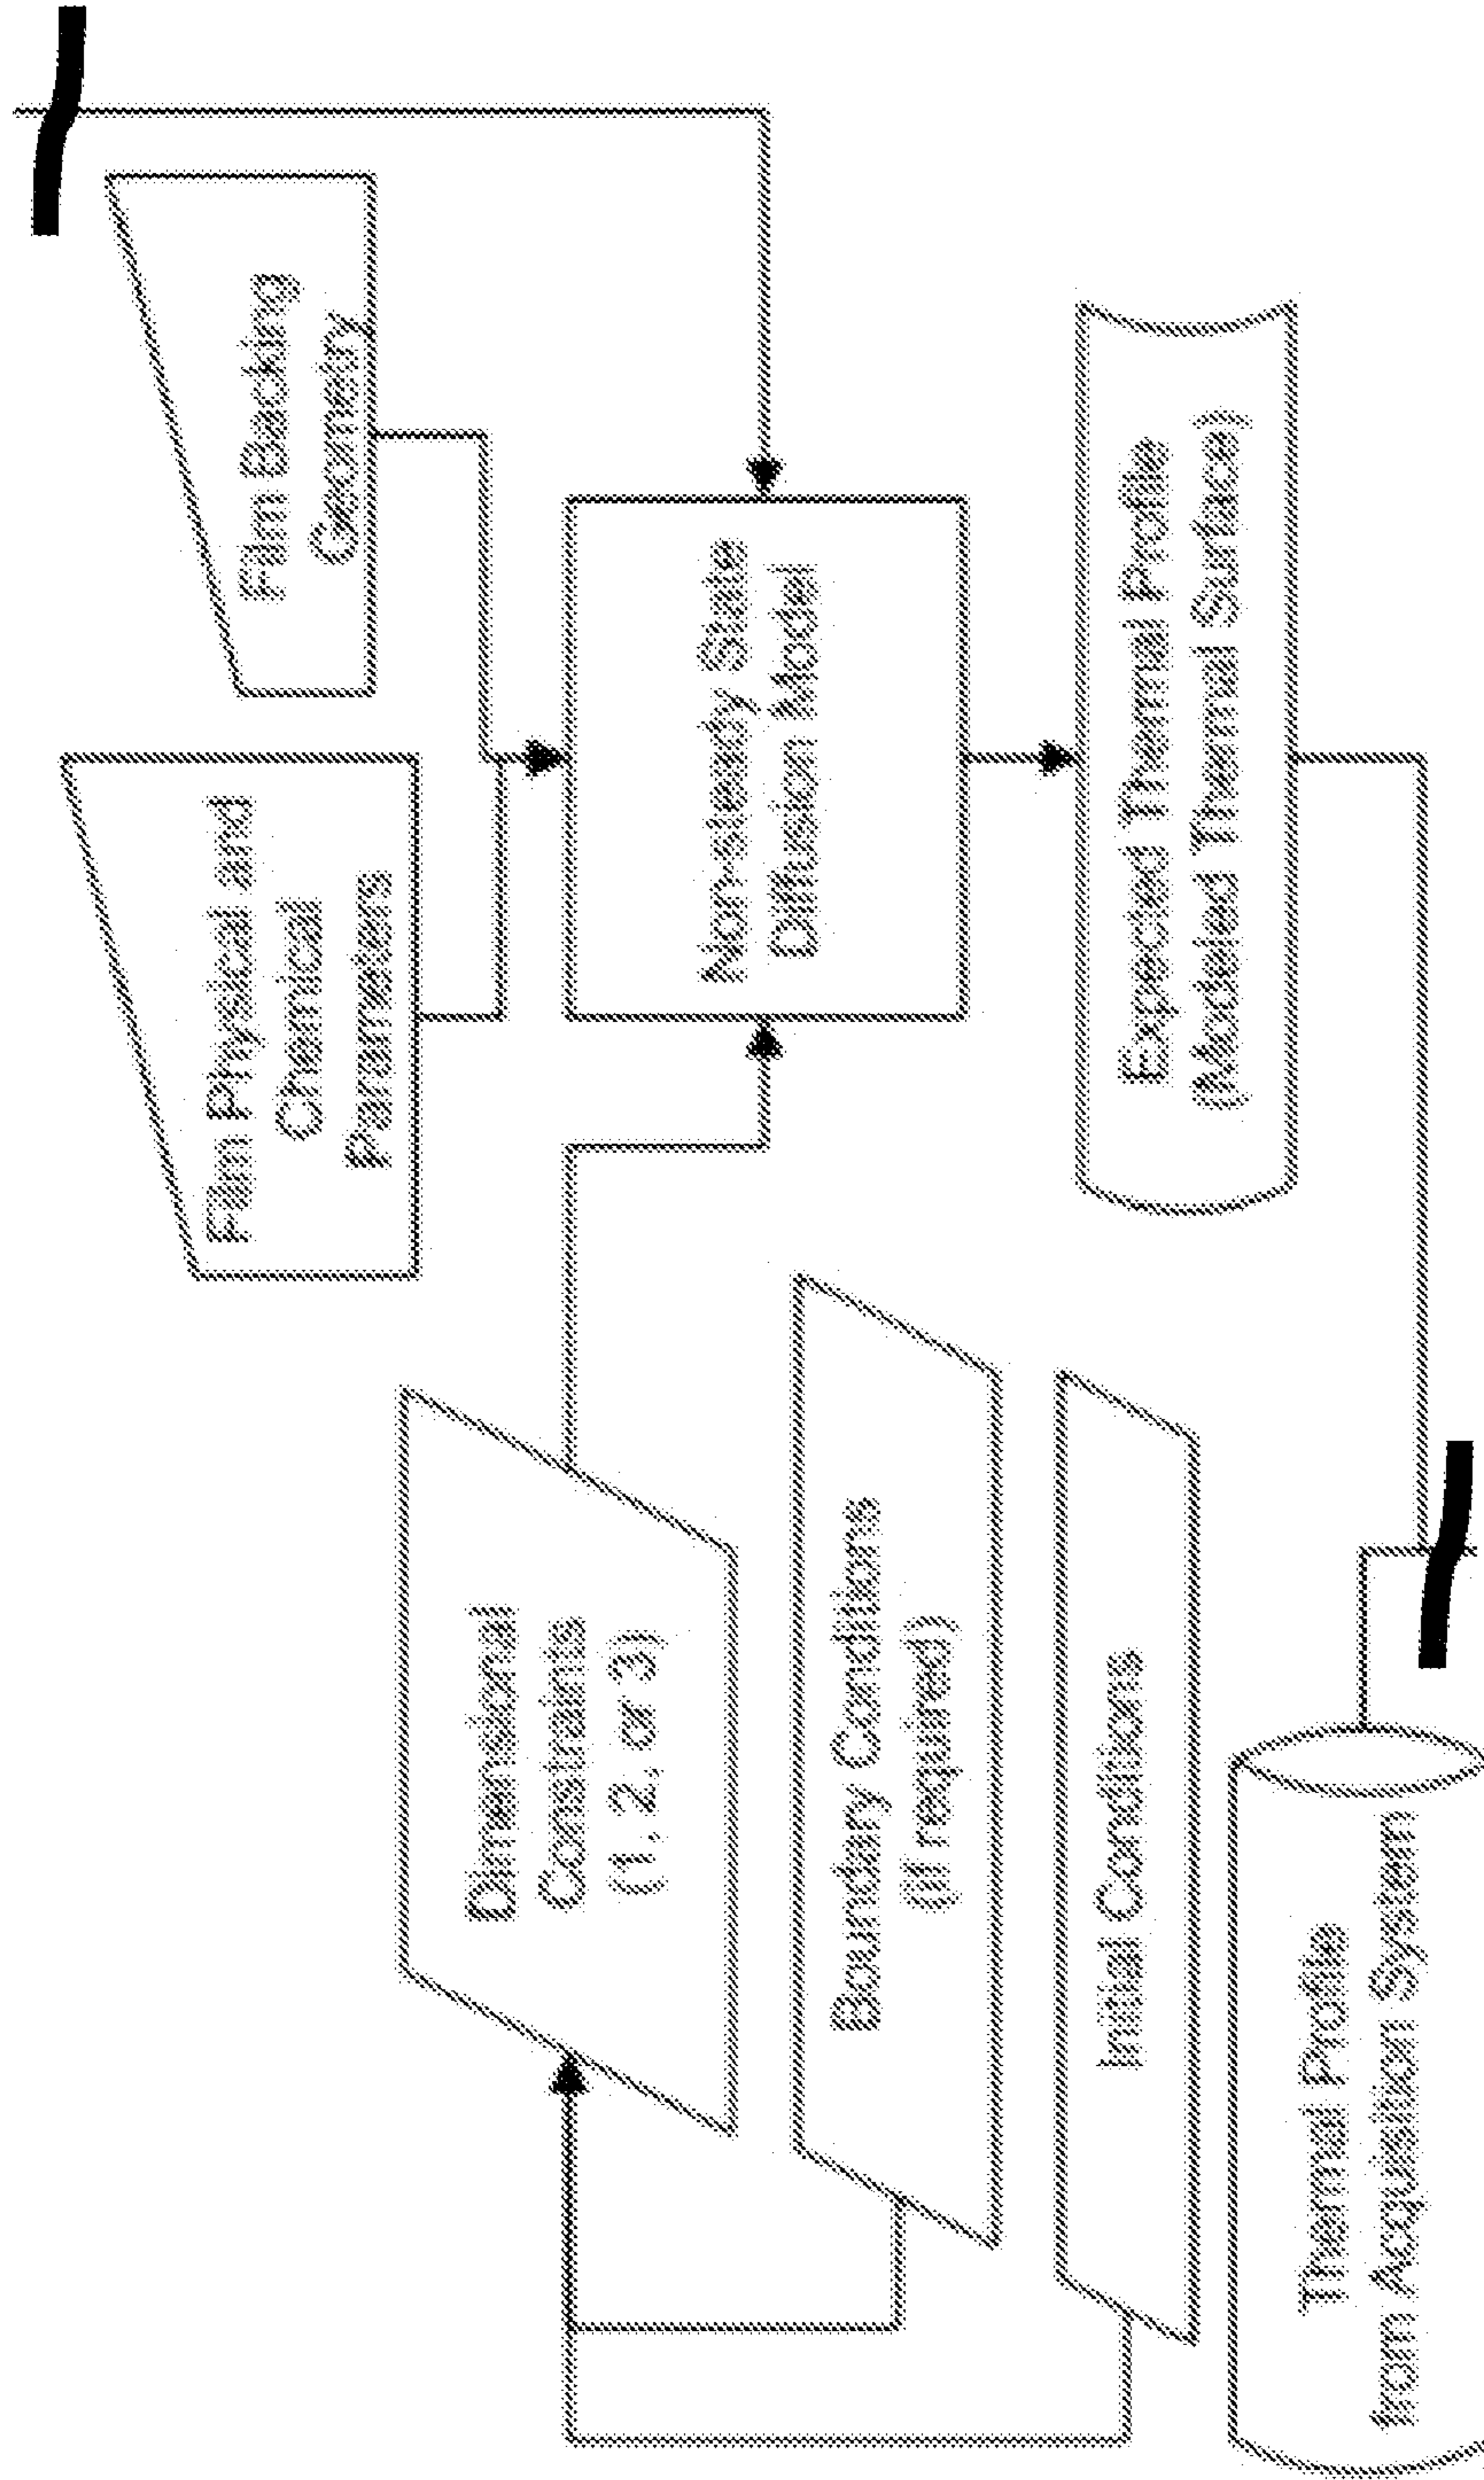 Film Physical and
Chemical
Parameters
Film Backing
Geometry
Dimensional
Constraints
(1, 2, or 3)
Non-steady State
Diffusion Model
Boundary Conditions
(if required)
Initial Conditions
Expected Thermal Profile
(Modeled Thermal Surface)
Thermal Profile
from Acquisition System